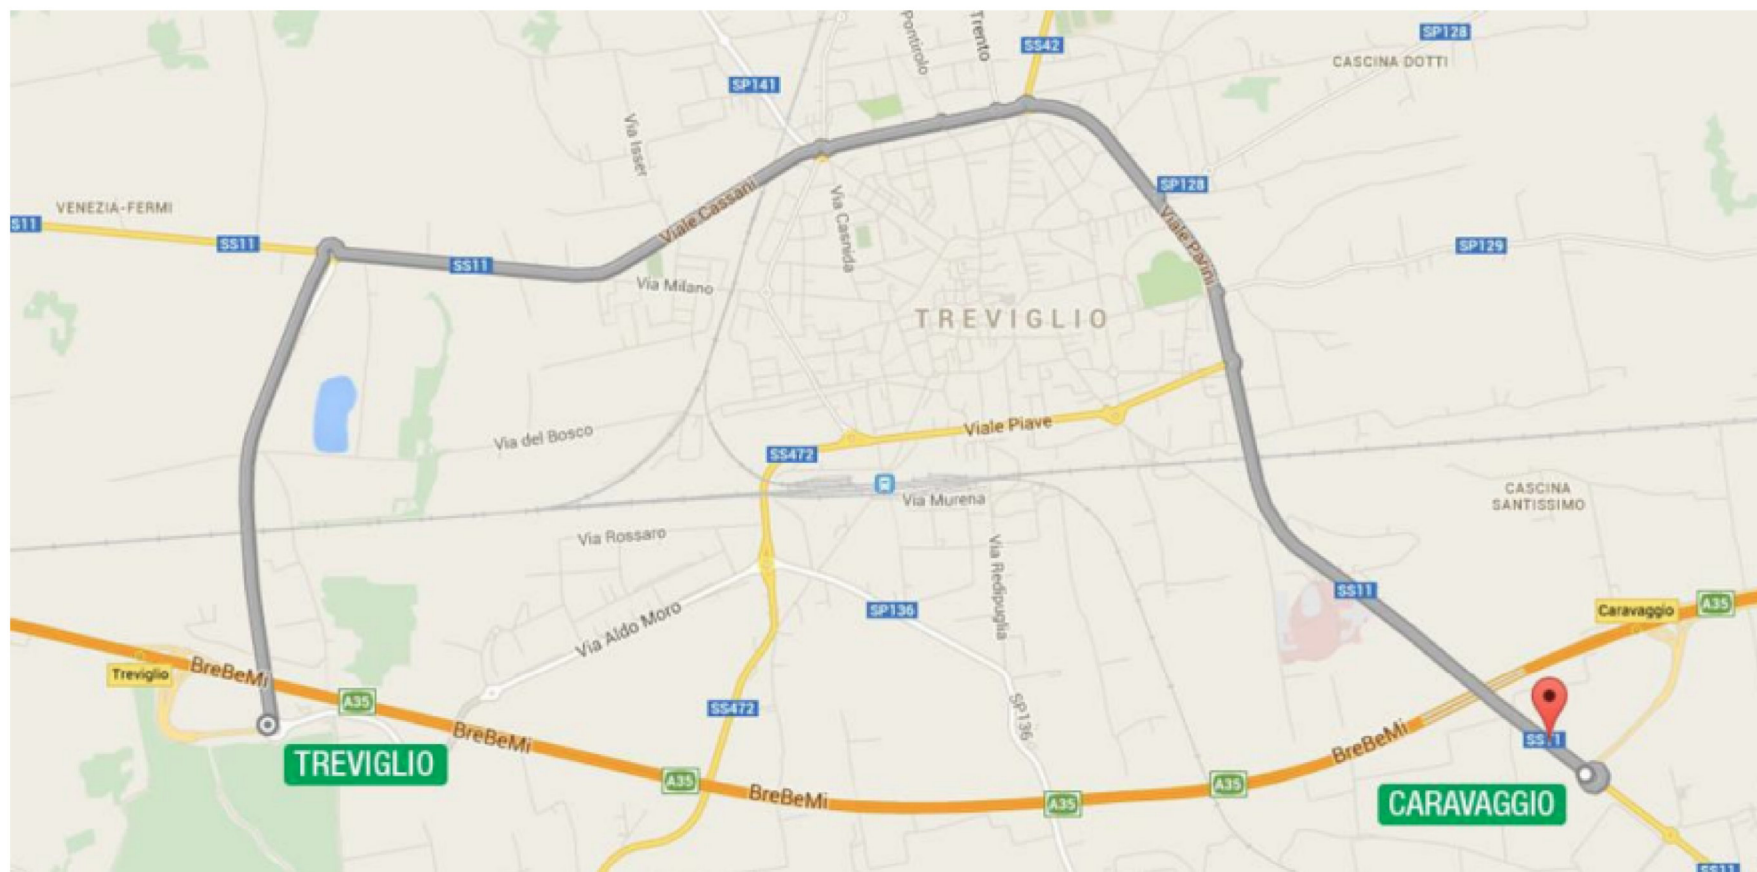 Pontirolo
Trento
SS42
SP128
CASCINA DOTTI
SP141
Via Isser
SP128
VENEZIA-FERMI
SS11
SS11
SS11
Viale Cassani
Via Casnida
Viale Parini
SP129
Via Milano
TREVIGLIO
Via del Bosco
SS472
Viale Piave
Via Murena
CASCINA
SANTISSIMO
Via Rossaro
Via Redipuglia
SS11
Via Aldo Moro
SP136
Caravaggio
A35
Treviglio
BreBeMi
A35
SS472
SP136
BreBeMi
BreBeMi
SS11
TREVIGLIO
A35
BreBeMi
A35
A35
CARAVAGGIO
SS11